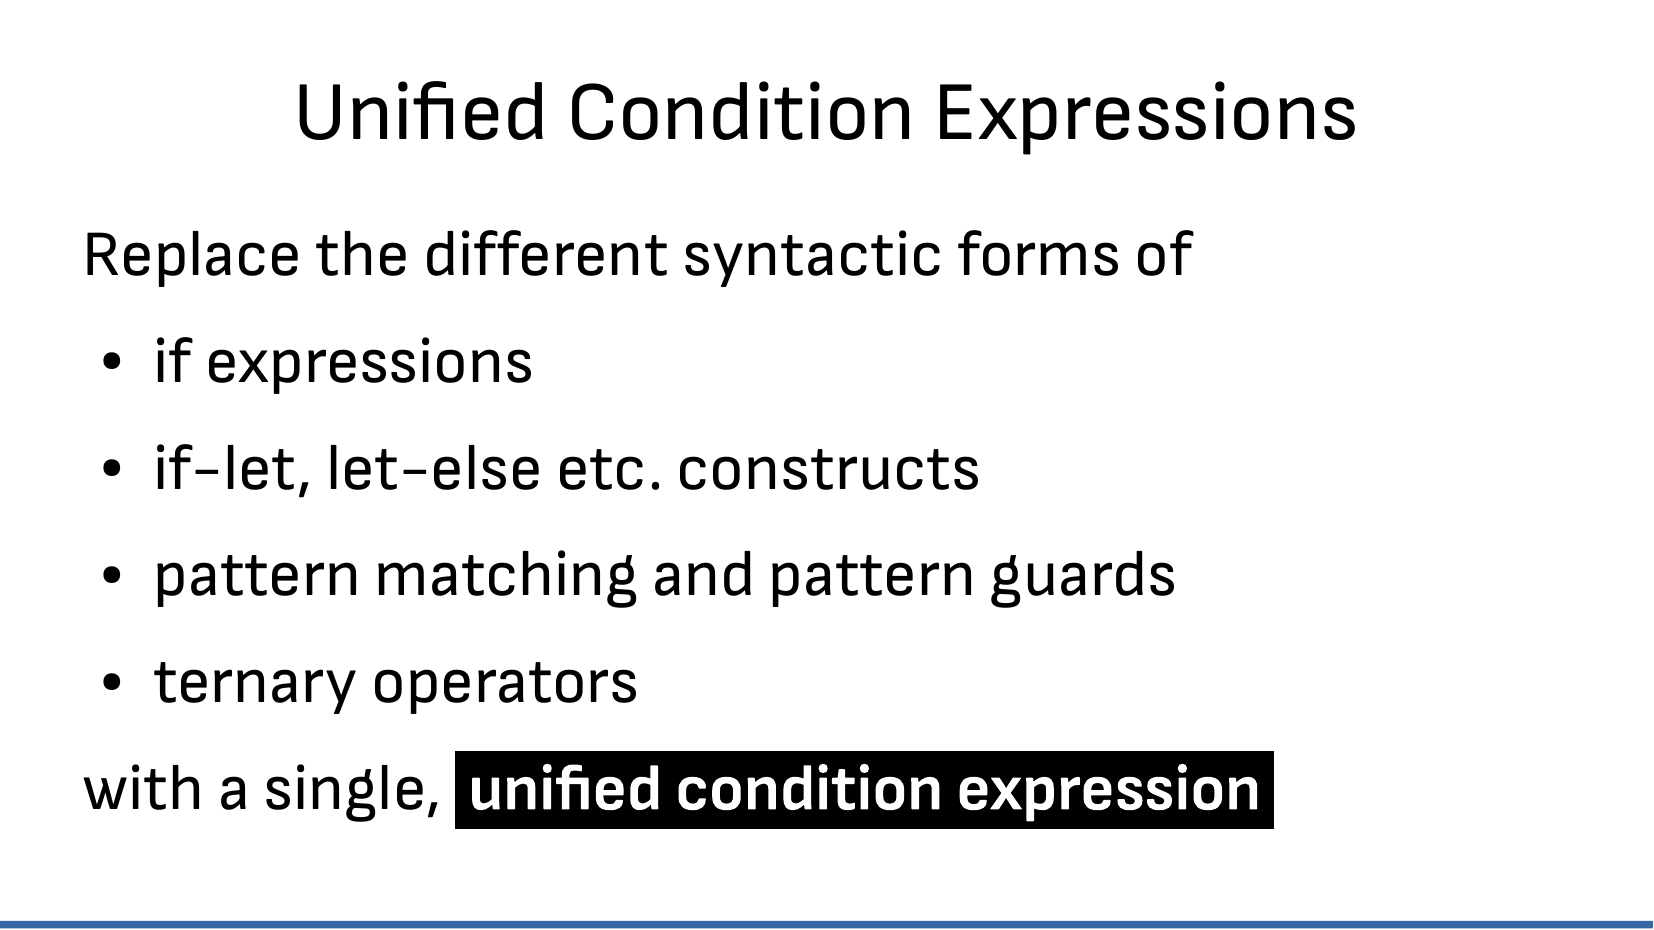 Unified Condition Expressions
Replace the different syntactic forms of
• if expressions
• if-let, let-else etc. constructs
• pattern matching and pattern guards
• ternary operators
with a single, unified condition expression